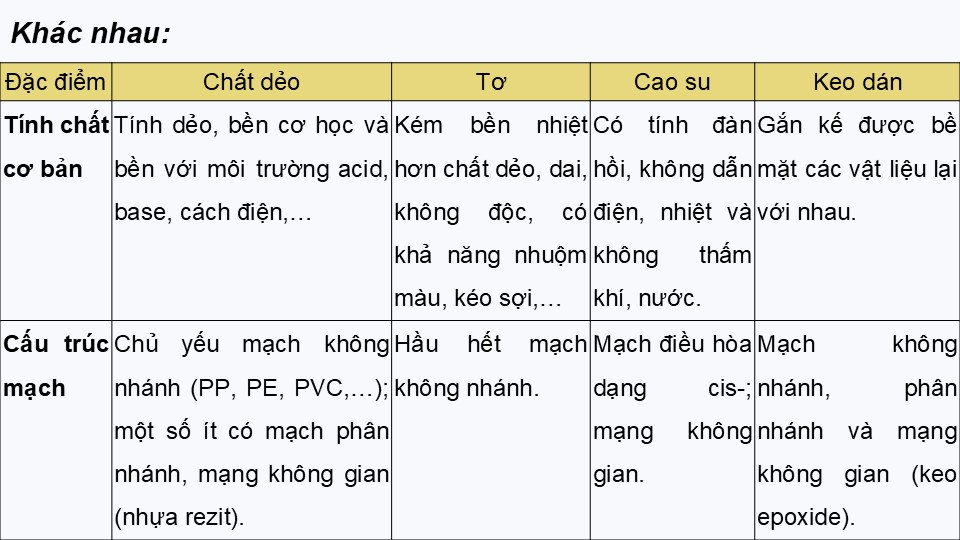 Khác nhau:
Đặc điểm
Chất dẻo
Tơ
Cao su
Keo dán
Tính chất
cơ bản
Tính dẻo, bền cơ học và
bền với môi trường acid,
base, cách điện,…
Kém bền nhiệt
hơn chất dẻo, dai,
không độc, có
khả năng nhuộm
màu, kéo sợi,…
Có tính đàn
hồi, không dẫn
điện, nhiệt và
không thấm
khí, nước.
Gắn kế được bề
mặt các vật liệu lại
với nhau.
Cấu trúc
mạch
Chủ yếu mạch không
nhánh (PP, PE, PVC,…);
một số ít có mạch phân
nhánh, mạng không gian
(nhựa rezit).
Hầu hết mạch
không nhánh.
Mạch điều hòa
dạng cis-;
mạng không
gian.
Mạch không
nhánh, phân
nhánh và mạng
không gian (keo
epoxide).